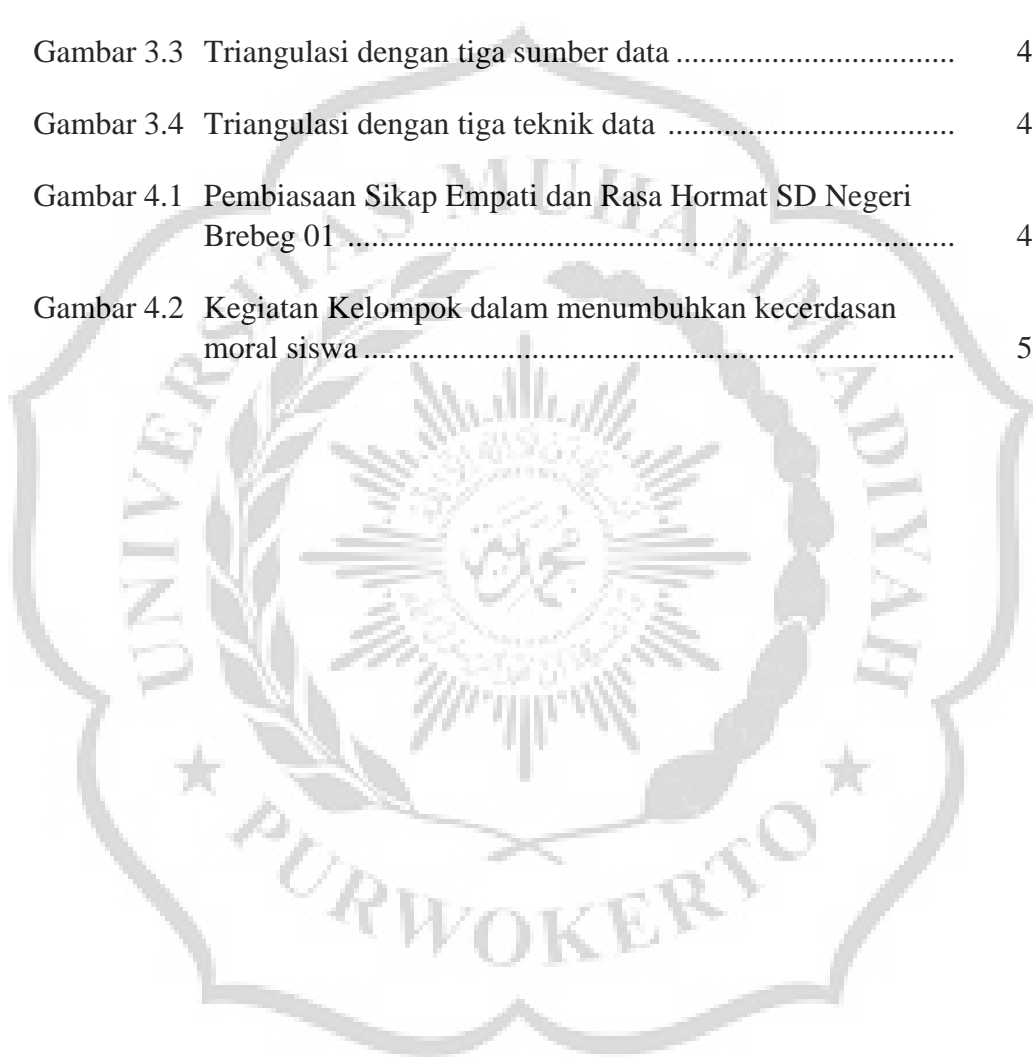 Gambar 3.3 Triangulasi dengan tiga sumber data ................................... 4
Gambar 3.4 Triangulasi dengan tiga teknik data .................................... 4
Gambar 4.1 Pembiasaan Sikap Empati dan Rasa Hormat SD Negeri
Brebeg 01 ............................................................................ 4
Gambar 4.2 Kegiatan Kelompok dalam menumbuhkan kecerdasan
moral siswa .......................................................................... 5
UNIVERSITAS MUHAMMADIYAH
PURWOKERTO